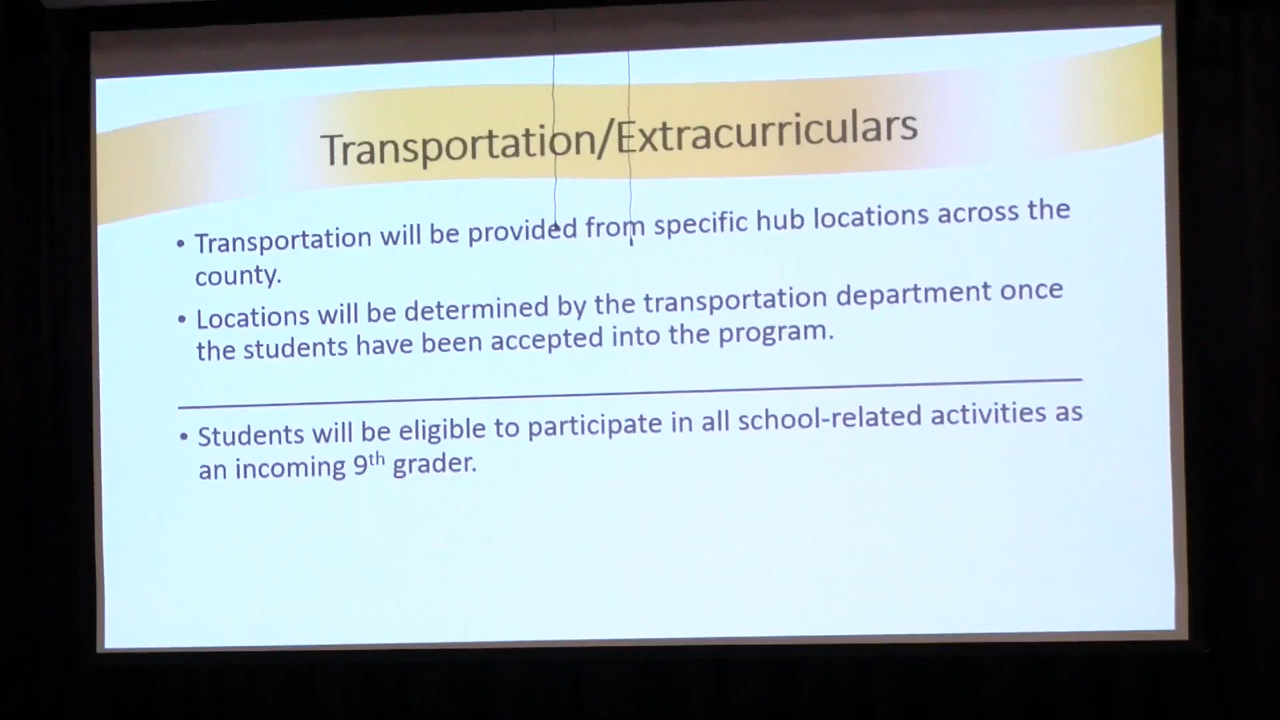 Transportation/Extracurriculars
• Transportation will be provided from specific hub locations across the
county.
• Locations will be determined by the transportation department once
the students have been accepted into the program.
• Students will be eligible to participate in all school-related activities as
an incoming 9th grader.